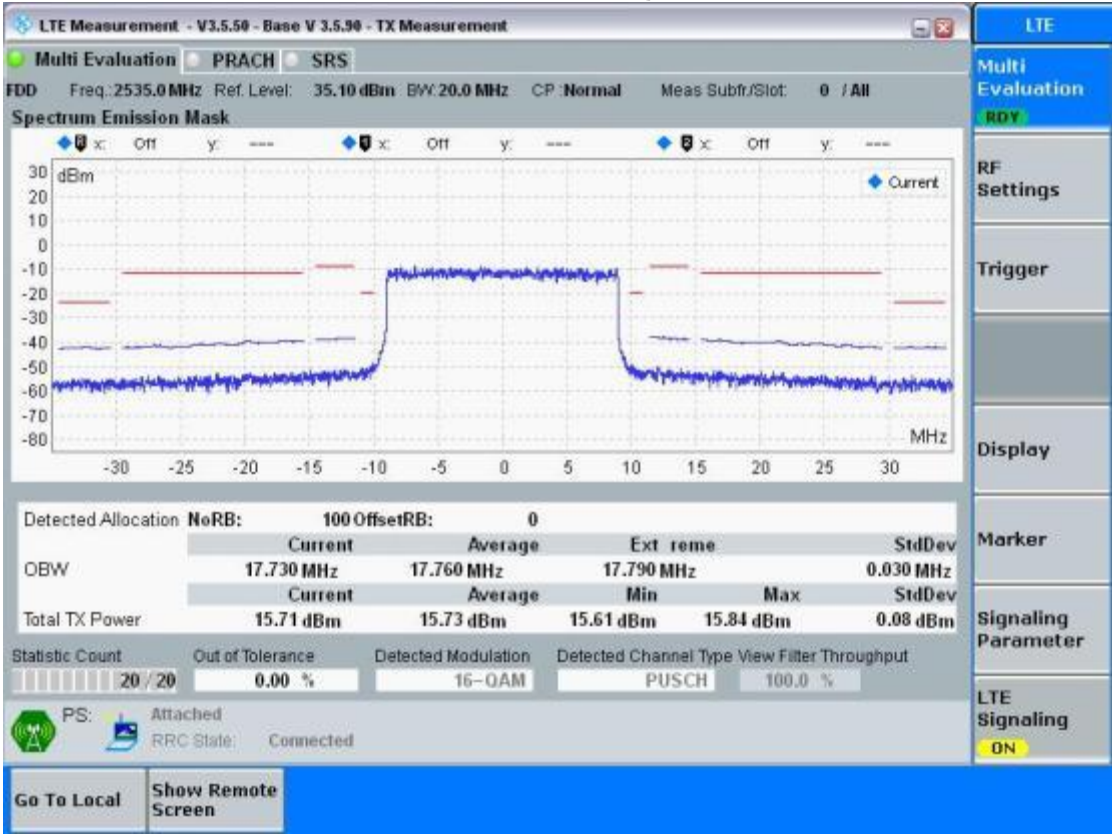 LTE Measurement - V3.5.50 - Base V 3.5.90 - TX Measurement
LTE
Multi Evaluation PRACH SRS
Multi
Evaluation
RDY
FDD Freq.:2535.0 MHz Ref. Level: 35.10 dBm BW:20.0 MHz CP :Normal Meas Subfr./Slot: 0 / All
Spectrum Emission Mask
x: Off y: --- x: Off y: --- x: Off y: ---
30 dBm
Current
20
10
0
-10
-20
-30
-40
-50
-60
-70
-80
MHz
-30 -25 -20 -15 -10 -5 0 5 10 15 20 25 30
RF
Settings
Trigger
Display
Marker
Signaling
Parameter
LTE
Signaling
ON
Detected Allocation NoRB: 100 OffsetRB: 0
Current Average Ext reme StdDev
OBW 17.730 MHz 17.760 MHz 17.790 MHz 0.030 MHz
Current Average Min Max StdDev
Total TX Power 15.71 dBm 15.73 dBm 15.61 dBm 15.84 dBm 0.08 dBm
Statistic Count Out of Tolerance Detected Modulation Detected Channel Type View Filter Throughput
20 / 20 0.00 % 16-QAM PUSCH 100.0 %
PS: Attached
RRC State: Connected
Go To Local
Show Remote
Screen